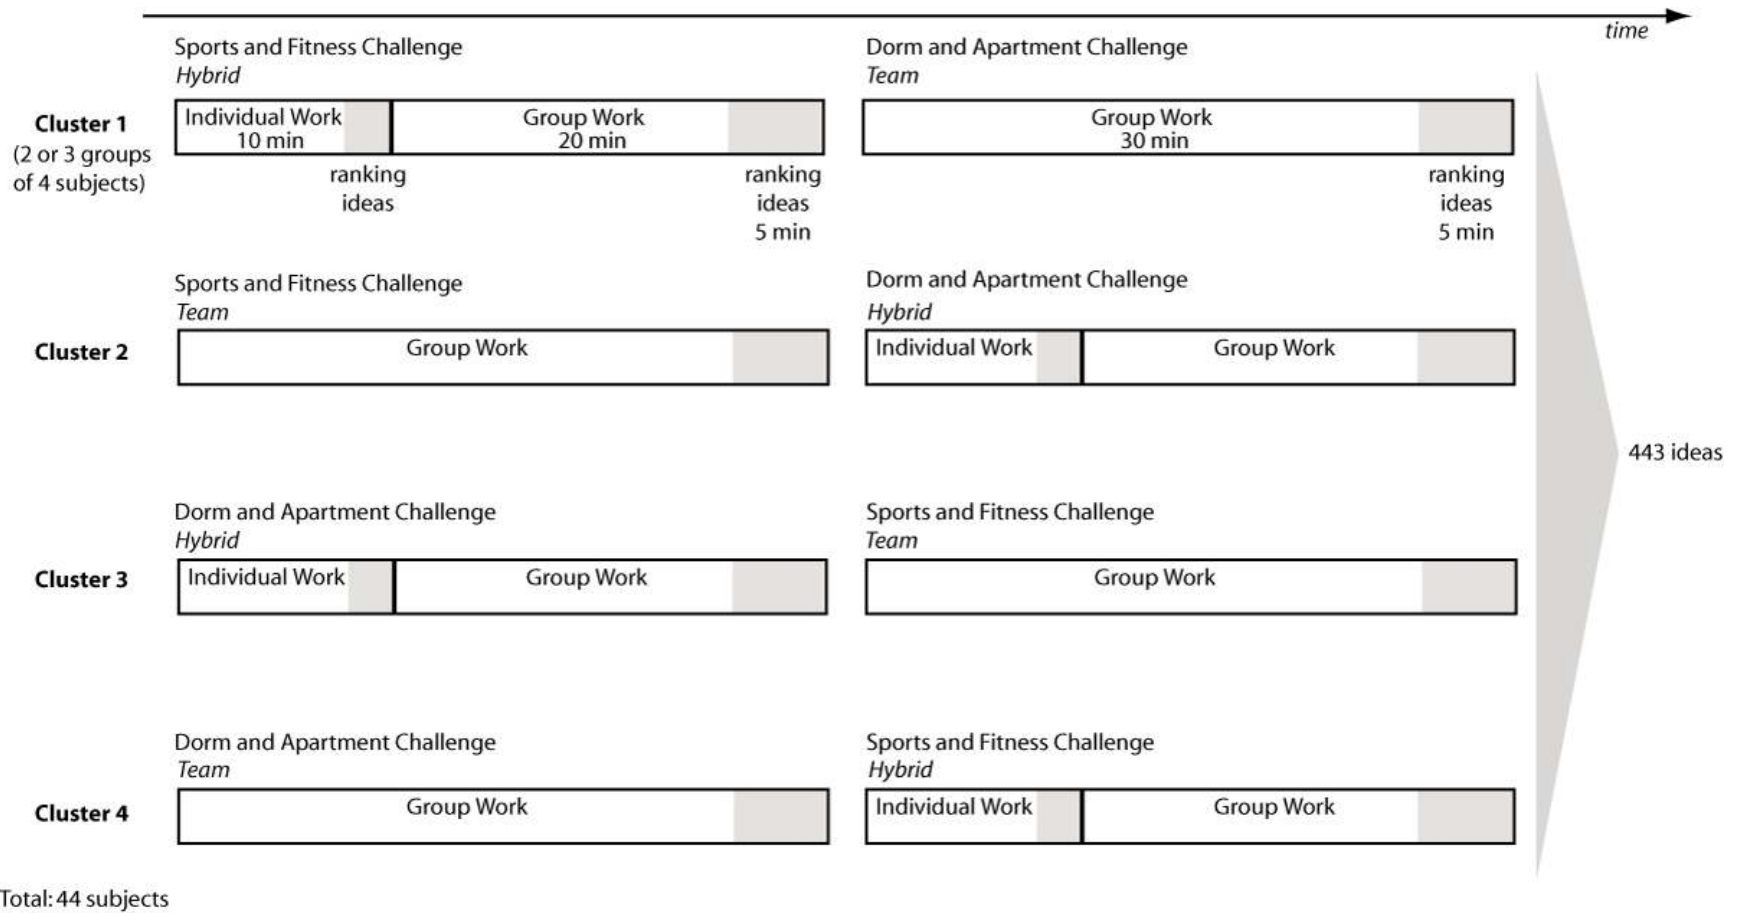 time
Sports and Fitness Challenge
Hybrid
Dorm and Apartment Challenge
Team
Cluster 1
(2 or 3 groups
of 4 subjects)
Individual Work
10 min
Group Work
20 min
Group Work
30 min
ranking
ideas
ranking
ideas
5 min
ranking
ideas
5 min
Sports and Fitness Challenge
Team
Dorm and Apartment Challenge
Hybrid
Cluster 2
Group Work
Individual Work
Group Work
443 ideas
Dorm and Apartment Challenge
Hybrid
Sports and Fitness Challenge
Team
Cluster 3
Individual Work
Group Work
Group Work
Dorm and Apartment Challenge
Team
Sports and Fitness Challenge
Hybrid
Cluster 4
Group Work
Individual Work
Group Work
Total: 44 subjects